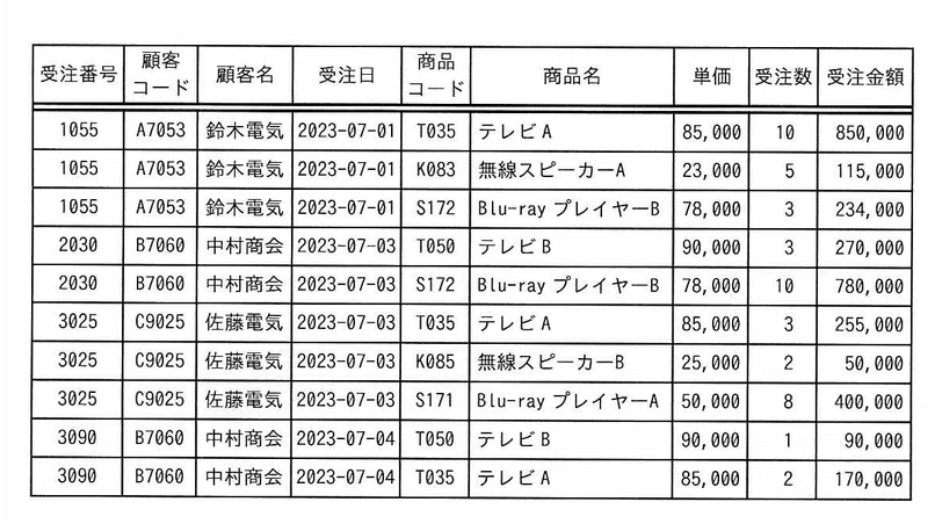 受注番号 顧客コード 顧客名 受注日 商品コード 商品名 単価 受注数 受注金額
1055 A7053 鈴木電気 2023-07-01 T035 テレビA 85,000 10 850,000
1055 A7053 鈴木電気 2023-07-01 K083 無線スピーカーA 23,000 5 115,000
1055 A7053 鈴木電気 2023-07-01 S172 Blu-ray プレイヤーB 78,000 3 234,000
2030 B7060 中村商会 2023-07-03 T050 テレビB 90,000 3 270,000
2030 B7060 中村商会 2023-07-03 S172 Blu-ray プレイヤーB 78,000 10 780,000
3025 C9025 佐藤電気 2023-07-03 T035 テレビA 85,000 3 255,000
3025 C9025 佐藤電気 2023-07-03 K085 無線スピーカーB 25,000 2 50,000
3025 C9025 佐藤電気 2023-07-03 S171 Blu-ray プレイヤーA 50,000 8 400,000
3090 B7060 中村商会 2023-07-04 T050 テレビB 90,000 1 90,000
3090 B7060 中村商会 2023-07-04 T035 テレビA 85,000 2 170,000